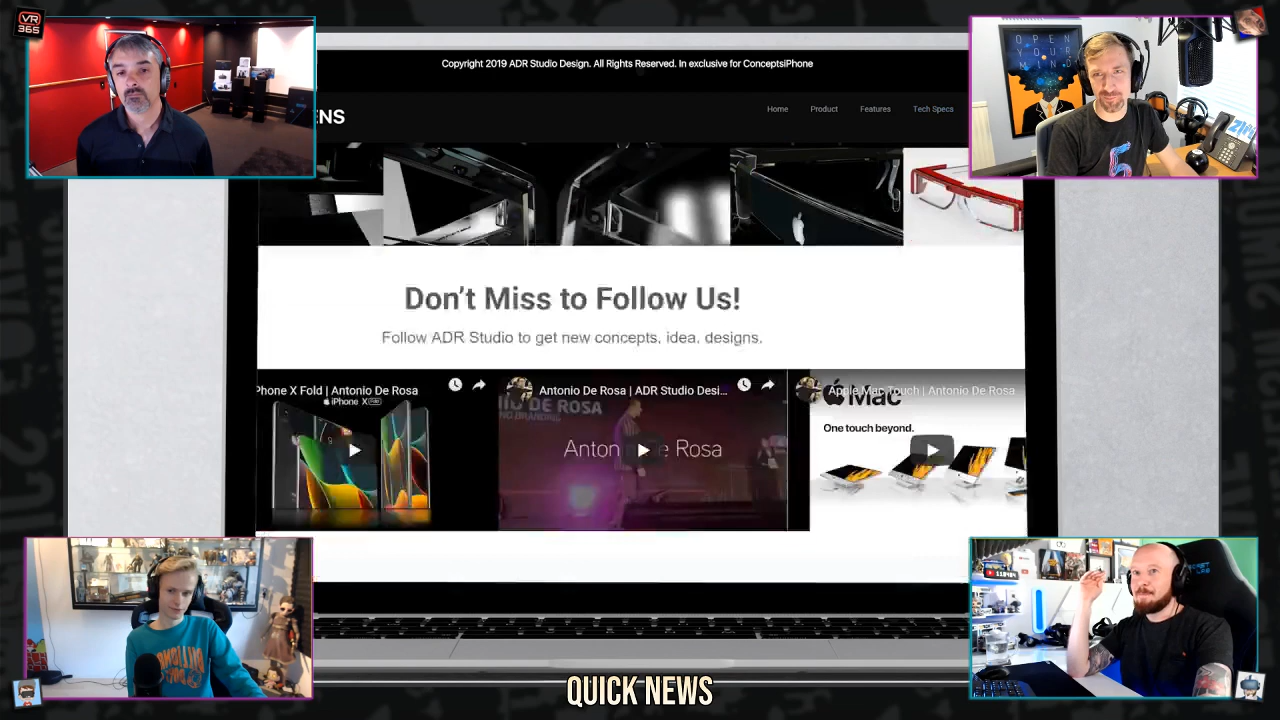 VR
365
OPEN
YOUR
MIND
Copyright 2019 ADR Studio Design. All Rights Reserved. In exclusive for ConceptsiPhone
ENS
Home Product Features Tech Specs
Don't Miss to Follow Us!
Follow ADR Studio to get new concepts, idea, designs.
Phone X Fold | Antonio De Rosa
iPhone X
Antonio De Rosa | ADR Studio Desi...
IO DE ROSA
Anton e Rosa
Apple Mac Touch | Antonio De Rosa
Mac
One touch beyond.
QUICK NEWS